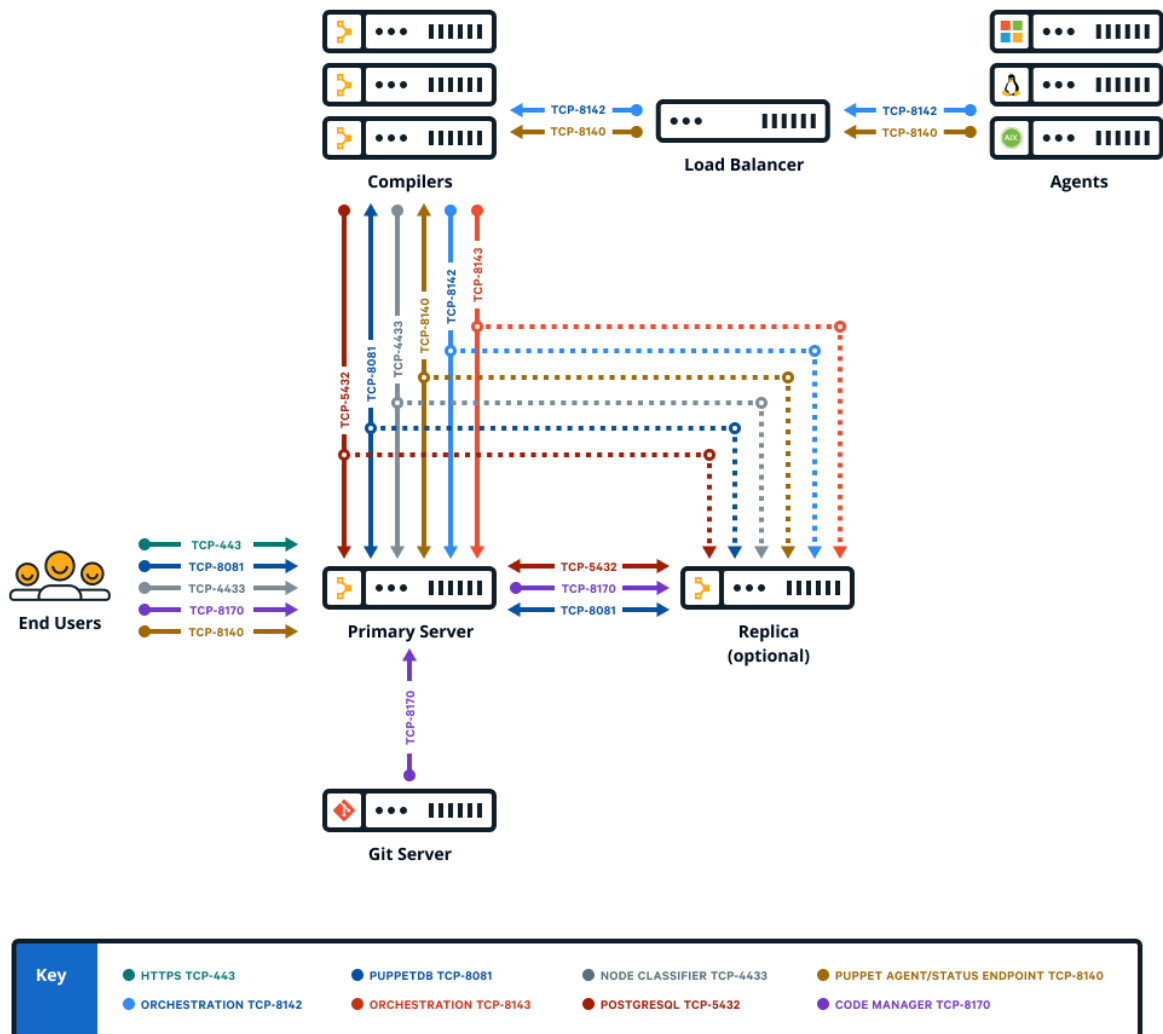 TCP-8142
TCP-8140
TCP-8142
TCP-8140
AIX
Load Balancer
Compilers
Agents
TCP-5432
TCP-8081
TCP-4433
TCP-8140
TCP-8142
TCP-8143
TCP-443
TCP-8081
TCP-4433
TCP-8170
TCP-8140
End Users
TCP-5432
TCP-8170
TCP-8081
Primary Server
Replica
(optional)
TCP-8170
Git Server
Key
HTTPS TCP-443
PUPPETDB TCP-8081
NODE CLASSIFIER TCP-4433
PUPPET AGENT/STATUS ENDPOINT TCP-8140
ORCHESTRATION TCP-8142
ORCHESTRATION TCP-8143
POSTGRESQL TCP-5432
CODE MANAGER TCP-8170